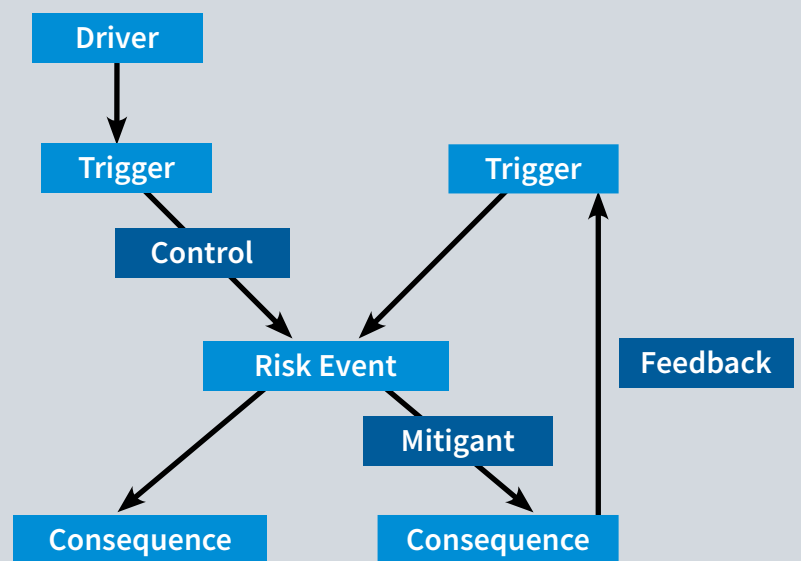 Driver
Trigger
Trigger
Control
Risk Event
Feedback
Mitigant
Consequence
Consequence